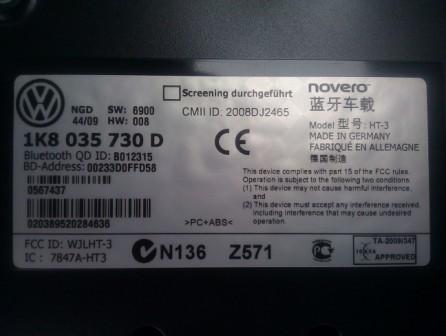 NGD SW: 6900
44/09 HW: 008
1K8 035 730 D
Bluetooth QD ID: B012315
BD-Address: 00233D0FFD58
0567437
020389520284636
Screening durchgeführt
CMII ID: 2008DJ2465
CE
novero
蓝牙车载
Model 型号: HT-3
MADE IN GERMANY
FABRIQUÉ EN ALLEMAGNE
德国制造
This device complies with part 15 of the FCC rules.
Operation is subject to the following two conditions:
(1) This device may not cause harmful interference,
and
(2) this device must accept any interference
received, including interference that may cause undesired
operation.
>PC+ABS<
FCC ID: WJLHT-3
IC : 7847A-HT3
N136 Z571
TA-2009/347
APPROVED